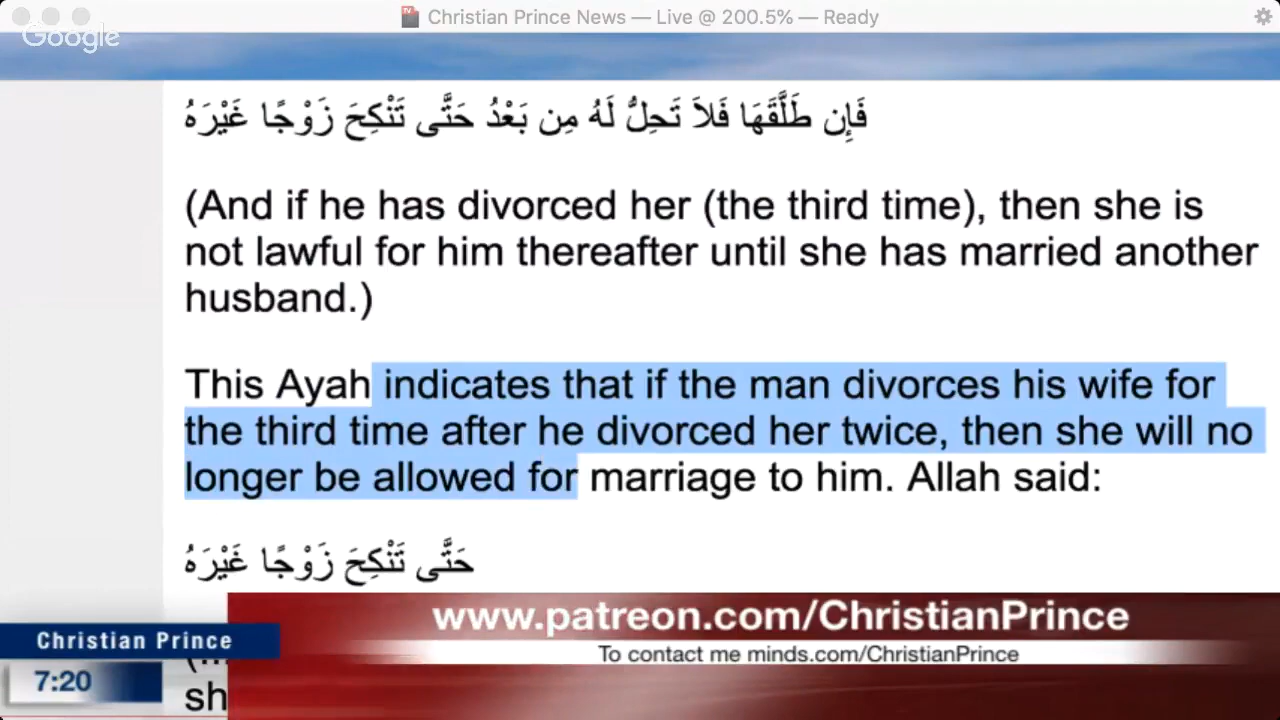 Christian Prince News — Live @ 200.5% — Ready
Google
فَإِن طَلَّقَهَا فَلاَ تَحِلُّ لَهُ مِن بَعْدُ حَتَّى تَنْكِحَ زَوْجًا غَيْرَهُ
(And if he has divorced her (the third time), then she is
not lawful for him thereafter until she has married another
husband.)
This Ayah indicates that if the man divorces his wife for
the third time after he divorced her twice, then she will no
longer be allowed for marriage to him. Allah said:
حَتَّى تَنْكِحَ زَوْجًا غَيْرَهُ
www.patreon.com/ChristianPrince
Christian Prince
To contact me minds.com/ChristianPrince
7:20
sh